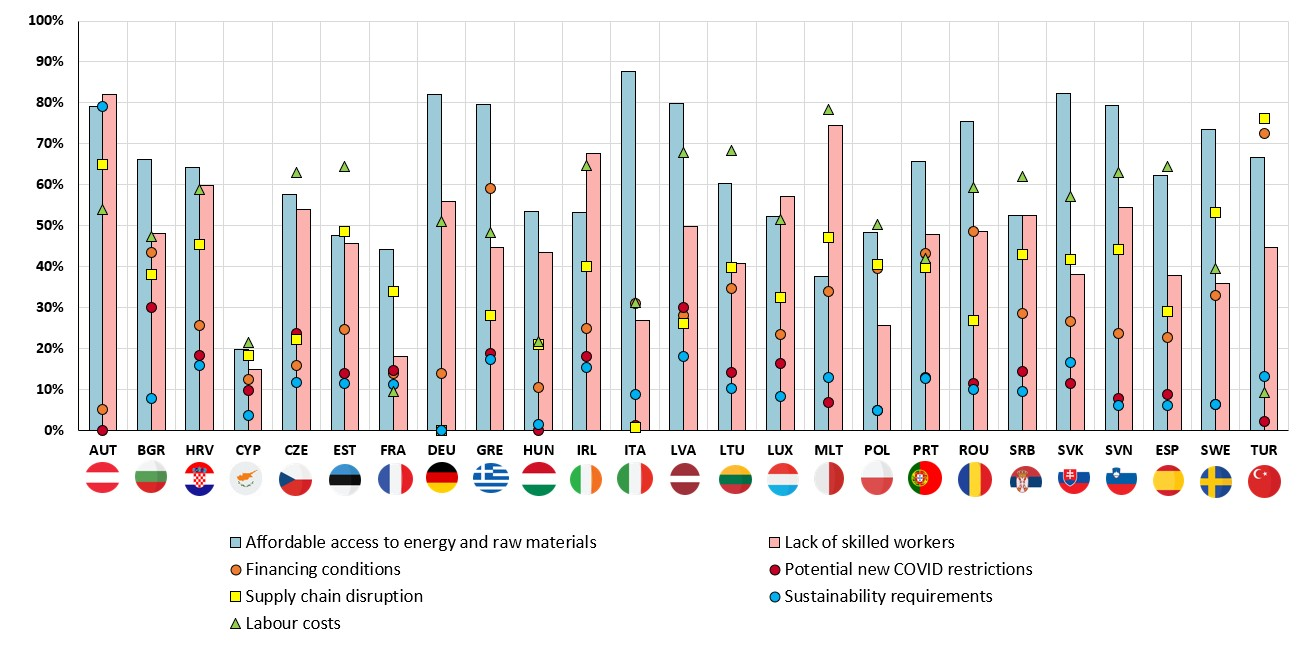 100%
90%
80%
70%
60%
50%
40%
30%
20%
10%
0%
AUT BGR HRV CYP CZE EST FRA DEU GRE HUN IRL ITA LVA LTU LUX MLT POL PRT ROU SRB SVK SVN ESP SWE TUR
Affordable access to energy and raw materials Lack of skilled workers
Financing conditions Potential new COVID restrictions
Supply chain disruption Sustainability requirements
Labour costs